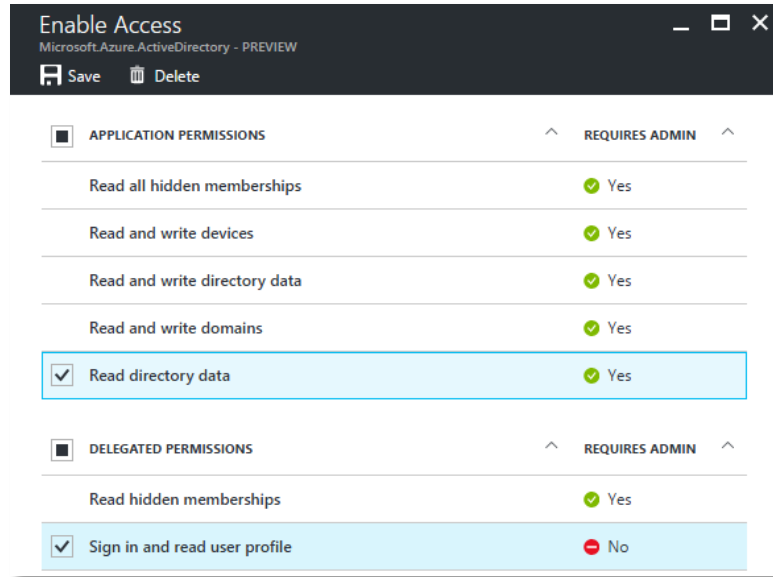 Enable Access
Microsoft.Azure.ActiveDirectory - PREVIEW
Save Delete
APPLICATION PERMISSIONS REQUIRES ADMIN
Read all hidden memberships Yes
Read and write devices Yes
Read and write directory data Yes
Read and write domains Yes
Read directory data Yes
DELEGATED PERMISSIONS REQUIRES ADMIN
Read hidden memberships Yes
Sign in and read user profile No